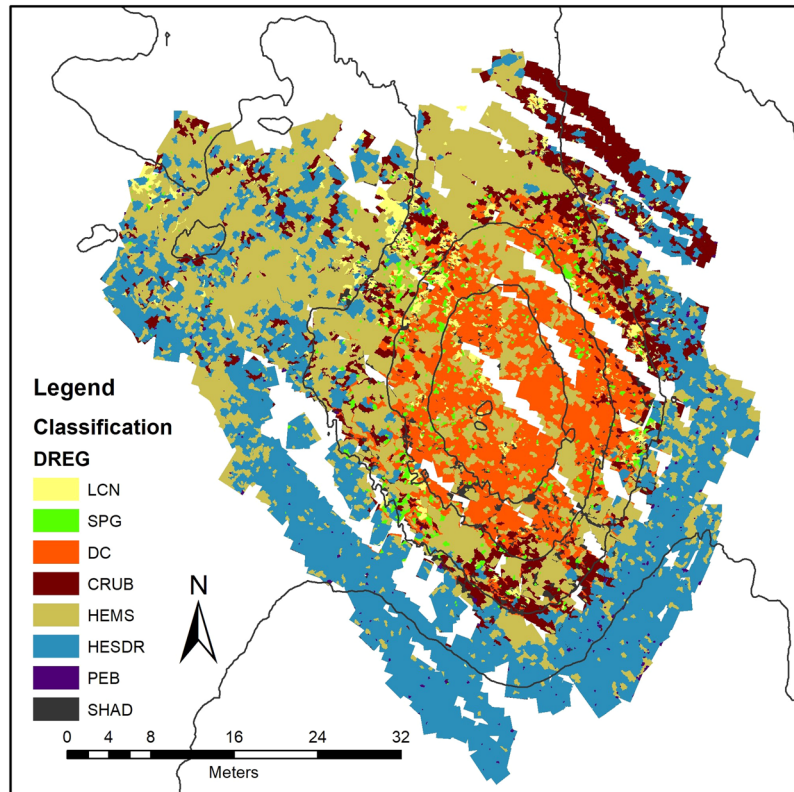 Legend
Classification
DREG
LCN
SPG
DC
CRUB
HEMS
HESDR
PEB
SHAD
N
0 4 8 16 24 32
Meters